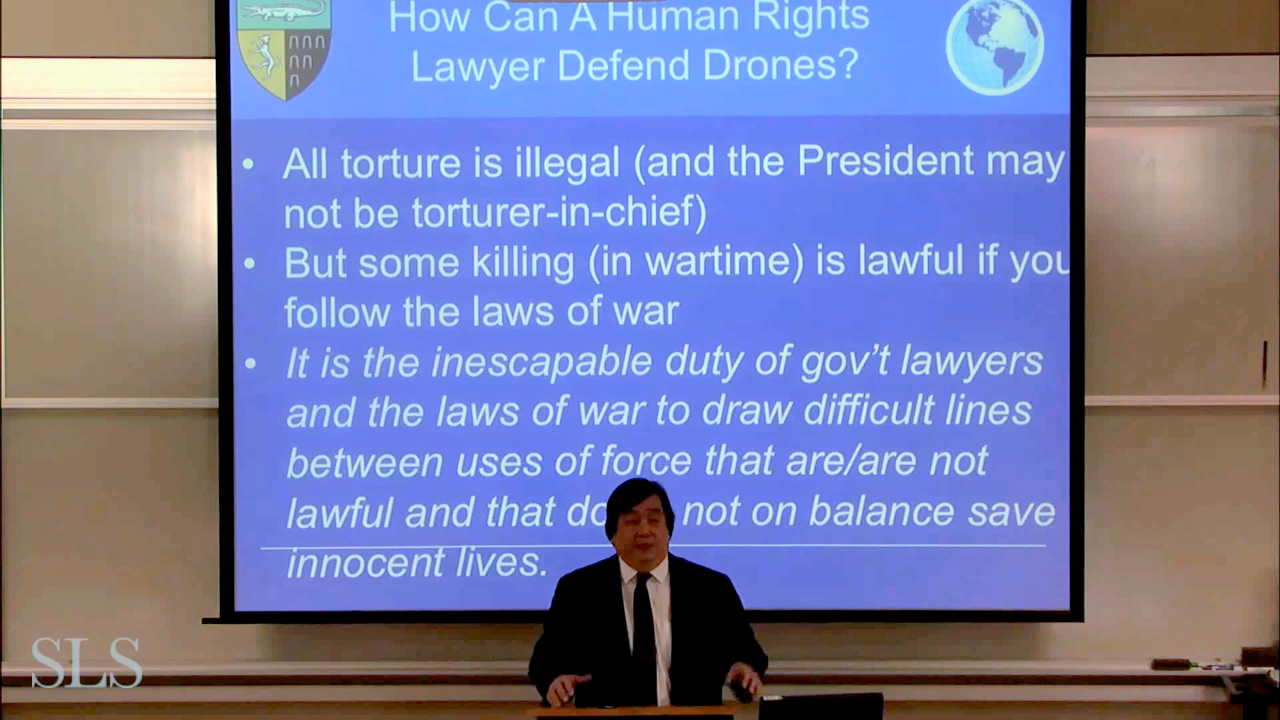 How Can A Human Rights
Lawyer Defend Drones?
• All torture is illegal (and the President may
not be torturer-in-chief)
• But some killing (in wartime) is lawful if you
follow the laws of war
• It is the inescapable duty of gov't lawyers
and the laws of war to draw difficult lines
between uses of force that are/are not
lawful and that do not on balance save
innocent lives.
SLS